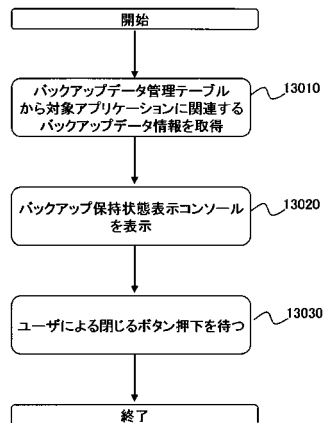 開始
バックアップデータ管理テーブル
から対象アプリケーションに関連する
バックアップデータ情報を取得
13010
バックアップ保持状態表示コンソール
を表示
13020
ユーザによる閉じるボタン押下を待つ
13030
終了